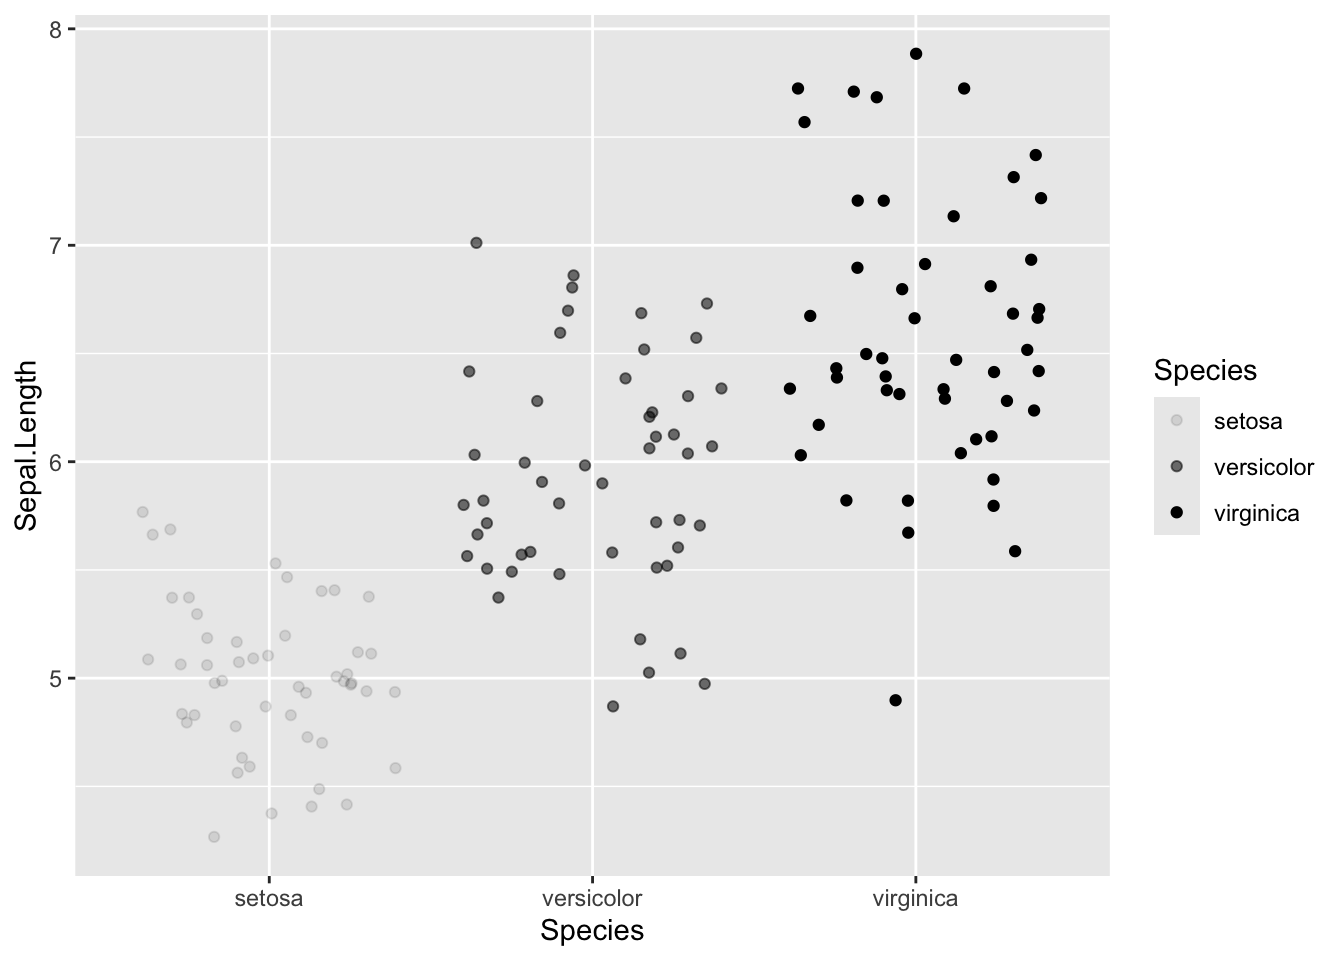 8
7
6
5
Sepal.Length
setosa
versicolor
virginica
Species
Species
setosa
versicolor
virginica